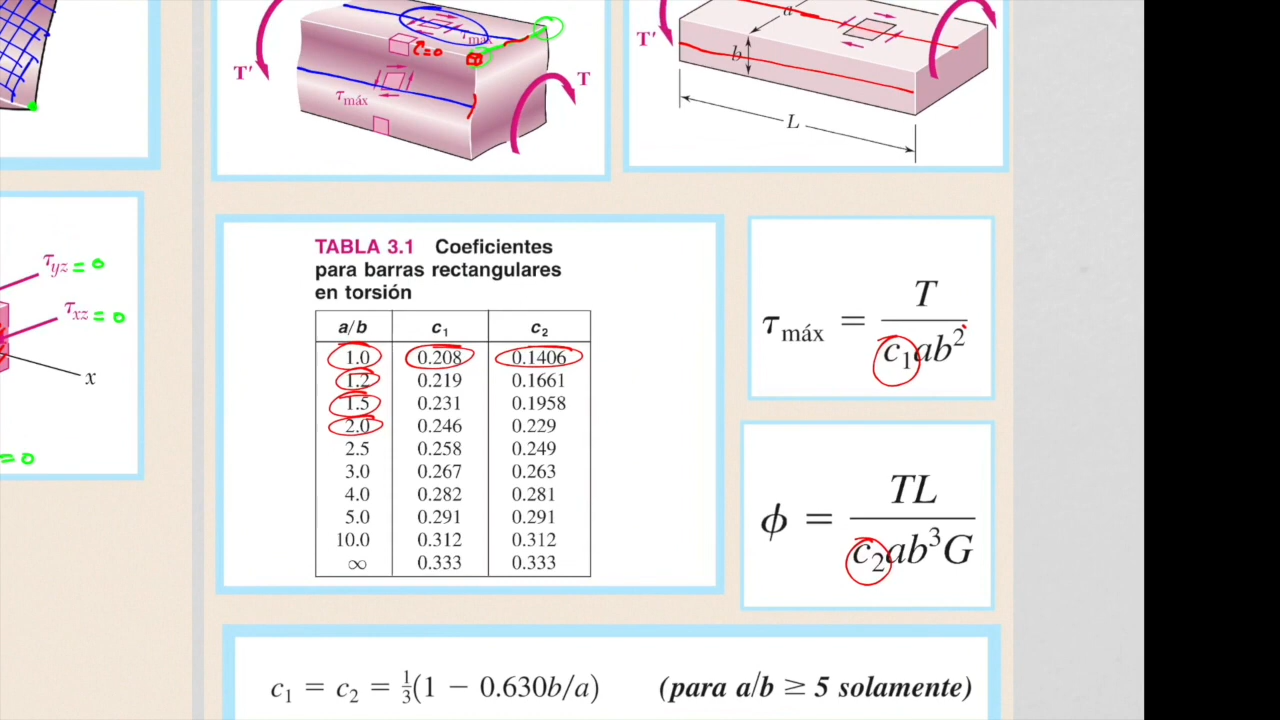 T'
τmáx
τ=0
τmáx
T
T'
a
b
L
τyz = 0
τxz = 0
x
= 0
TABLA 3.1 Coeficientes
para barras rectangulares
en torsión
a/b c₁ c₂
1.0 0.208 0.1406
1.2 0.219 0.1661
1.5 0.231 0.1958
2.0 0.246 0.229
2.5 0.258 0.249
3.0 0.267 0.263
4.0 0.282 0.281
5.0 0.291 0.291
10.0 0.312 0.312
∞ 0.333 0.333
τmáx = T / c₁ab²
ϕ = TL / c₂ab³G
c₁ = c₂ = 1/3(1 − 0.630b/a) (para a/b ≥ 5 solamente)